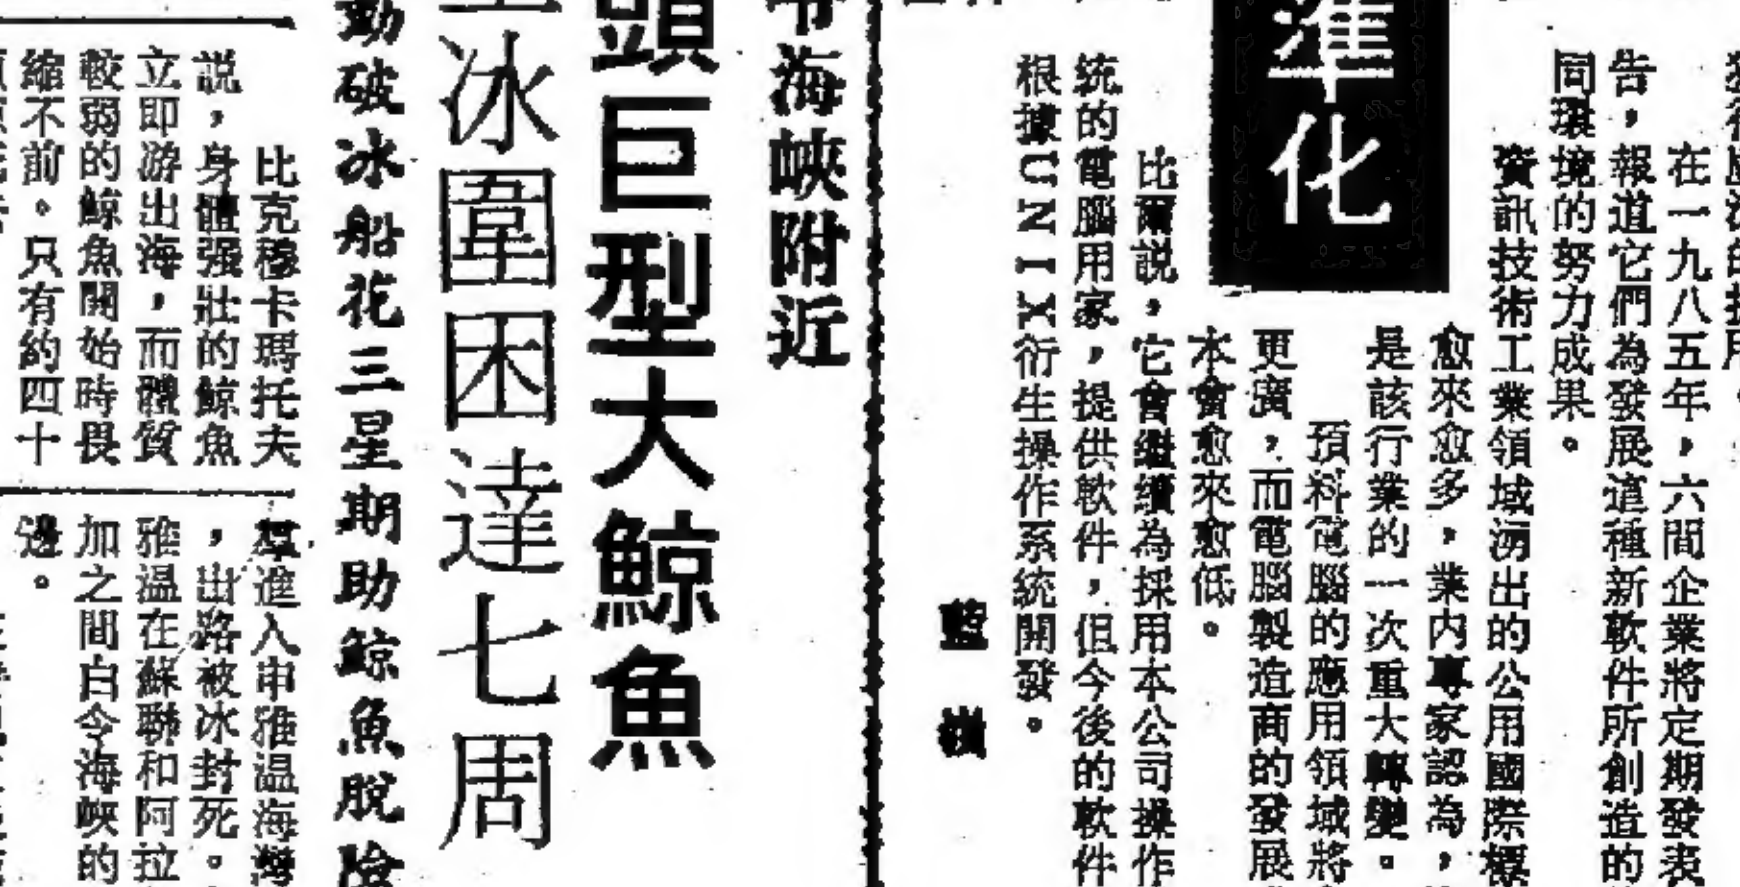 準化
在一九八五年，六間企業將定期發表
告，報道它們為發展這種新軟件所創造的
同環境的努力成果。
資訊技術工業領域湧出的公用國際標
愈來愈多，業內專家認為，
是該行業的一次重大轉變。
預料電腦的應用領域將
更廣，而電腦製造商的發展
本會愈來愈低。
比爾説，它會繼續為採用本公司操作
統的電腦用家，提供軟件，但今後的軟件
根據UNIX衍生操作系統開發。
藍
令海峽附近
頭巨型大鯨魚
冰圍困達七周
動破冰船花三星期助鯨魚脫險
比克穆卡瑪托夫
説，身體强壯的鯨魚
立即游出海，而體質
較弱的鯨魚開始時畏
縮不前。只有約四十
羣進入申雅温海
，出路被冰封死。
雅温在蘇聯和阿拉
加之間白令海峽的
邊。